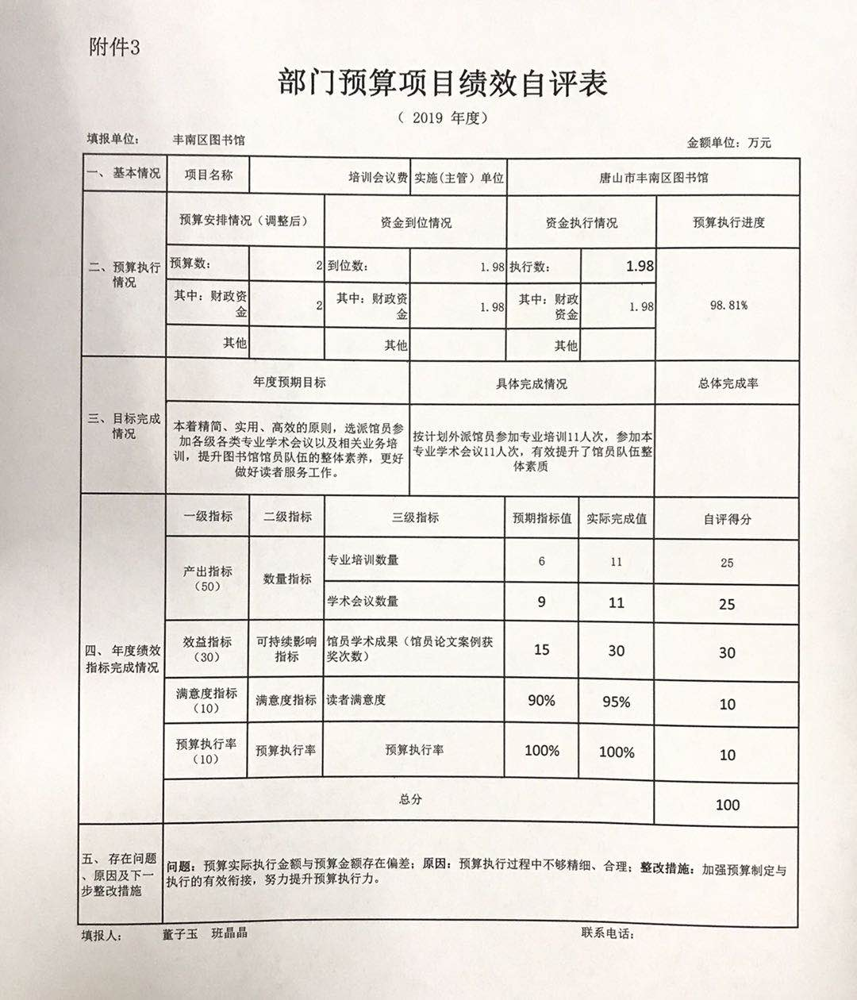 附件3
部门预算项目绩效自评表
（ 2019 年度）
填报单位： 丰南区图书馆 金额单位：万元
一、 基本情况 项目名称 培训会议费 实施(主管）单位 唐山市丰南区图书馆
二、预算执行
情况
预算安排情况（调整后） 资金到位情况 资金执行情况 预算执行进度
预算数： 2 到位数： 1.98 执行数： 1.98 98.81%
其中：财政资
金 2 其中：财政资
金 1.98 其中：财政
资金 1.98
其他 其他 其他
三、目标完成
情况
年度预期目标 具体完成情况 总体完成率
本着精简、实用、高效的原则，选派馆员参
加各级各类专业学术会议以及相关业务培
训，提升图书馆馆员队伍的整体素养，更好
做好读者服务工作。
按计划外派馆员参加专业培训11人次，参加本
专业学术会议11人次，有效提升了馆员队伍整
体素质
四、年度绩效
指标完成情况
一级指标 二级指标 三级指标 预期指标值 实际完成值 自评得分
产出指标
（50）
数量指标
专业培训数量 6 11 25
学术会议数量 9 11 25
效益指标
（30）
可持续影响
指标
馆员学术成果（馆员论文案例获
奖次数）
15 30 30
满意度指标
（10）
满意度指标 读者满意度 90% 95% 10
预算执行率
（10）
预算执行率 预算执行率 100% 100% 10
总分 100
五、 存在问题
、原因及下一
步整改措施
问题：预算实际执行金额与预算金额存在偏差；原因：预算执行过程中不够精细、合理；整改措施：加强预算制定与
执行的有效衔接，努力提升预算执行力。
填报人： 董子玉 班晶晶 联系电话：